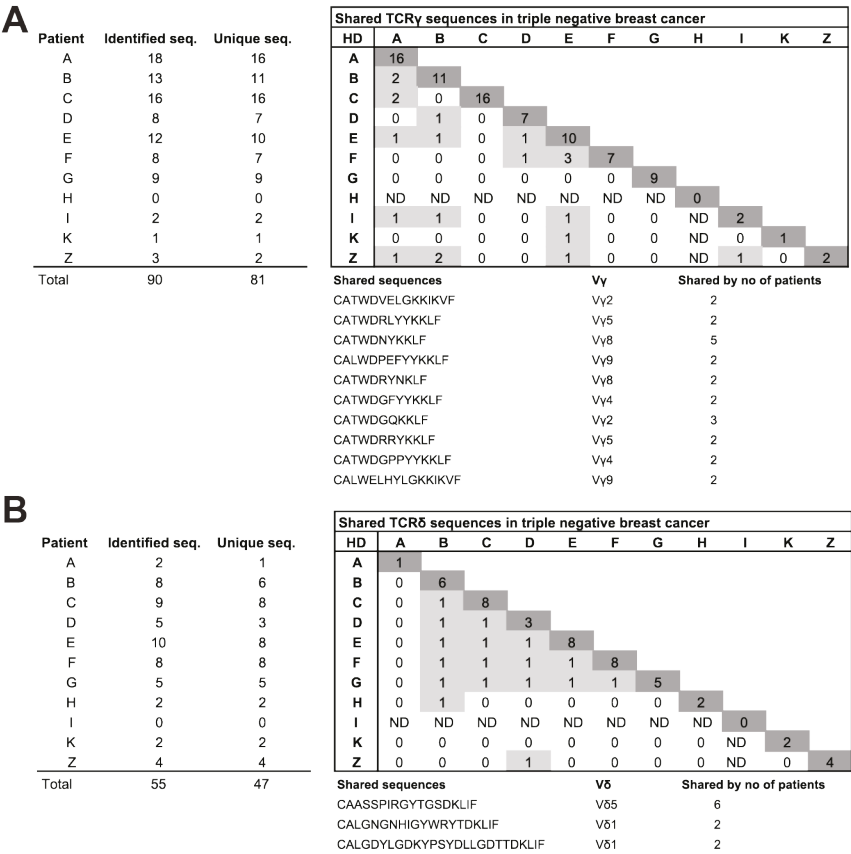 A
Patient Identified seq. Unique seq.
A 18 16
B 13 11
C 16 16
D 8 7
E 12 10
F 8 7
G 9 9
H 0 0
I 2 2
K 1 1
Z 3 2
Total 90 81
Shared TCRγ sequences in triple negative breast cancer
HD A B C D E F G H I K Z
A 16
B 2 11
C 2 0 16
D 0 1 0 7
E 1 1 0 1 10
F 0 0 0 1 3 7
G 0 0 0 0 0 0 9
H ND ND ND ND ND ND ND 0
I 1 1 0 0 1 0 0 ND 2
K 0 0 0 0 1 0 0 ND 0 1
Z 1 2 0 0 1 0 0 ND 1 0 2
Shared sequences Vγ Shared by no of patients
CATWDVELGKKIKVF Vγ2 2
CATWDRLYYKKLF Vγ5 2
CATWDNYKKLF Vγ8 5
CALWDPEFYYKKLF Vγ9 2
CATWDRYNKLF Vγ8 2
CATWDGFYYKKLF Vγ4 2
CATWDGQKKLF Vγ2 3
CATWDRRYKKLF Vγ5 2
CATWDGPPYYKKLF Vγ4 2
CALWELHYLGKKIKVF Vγ9 2
B
Patient Identified seq. Unique seq.
A 2 1
B 8 6
C 9 8
D 5 3
E 10 8
F 8 8
G 5 5
H 2 2
I 0 0
K 2 2
Z 4 4
Total 55 47
Shared TCRδ sequences in triple negative breast cancer
HD A B C D E F G H I K Z
A 1
B 0 6
C 0 1 8
D 0 1 1 3
E 0 1 1 1 8
F 0 1 1 1 1 8
G 0 1 1 1 1 1 5
H 0 1 0 0 0 0 0 2
I ND ND ND ND ND ND ND ND 0
K 0 0 0 0 0 0 0 0 ND 2
Z 0 0 0 1 0 0 0 0 ND 0 4
Shared sequences Vδ Shared by no of patients
CAASSPIRGYTGSDKLIF Vδ5 6
CALGNGNHIGYWRYTDKLIF Vδ1 2
CALGDYLGDKYPSYDLLGDTTDKLIF Vδ1 2